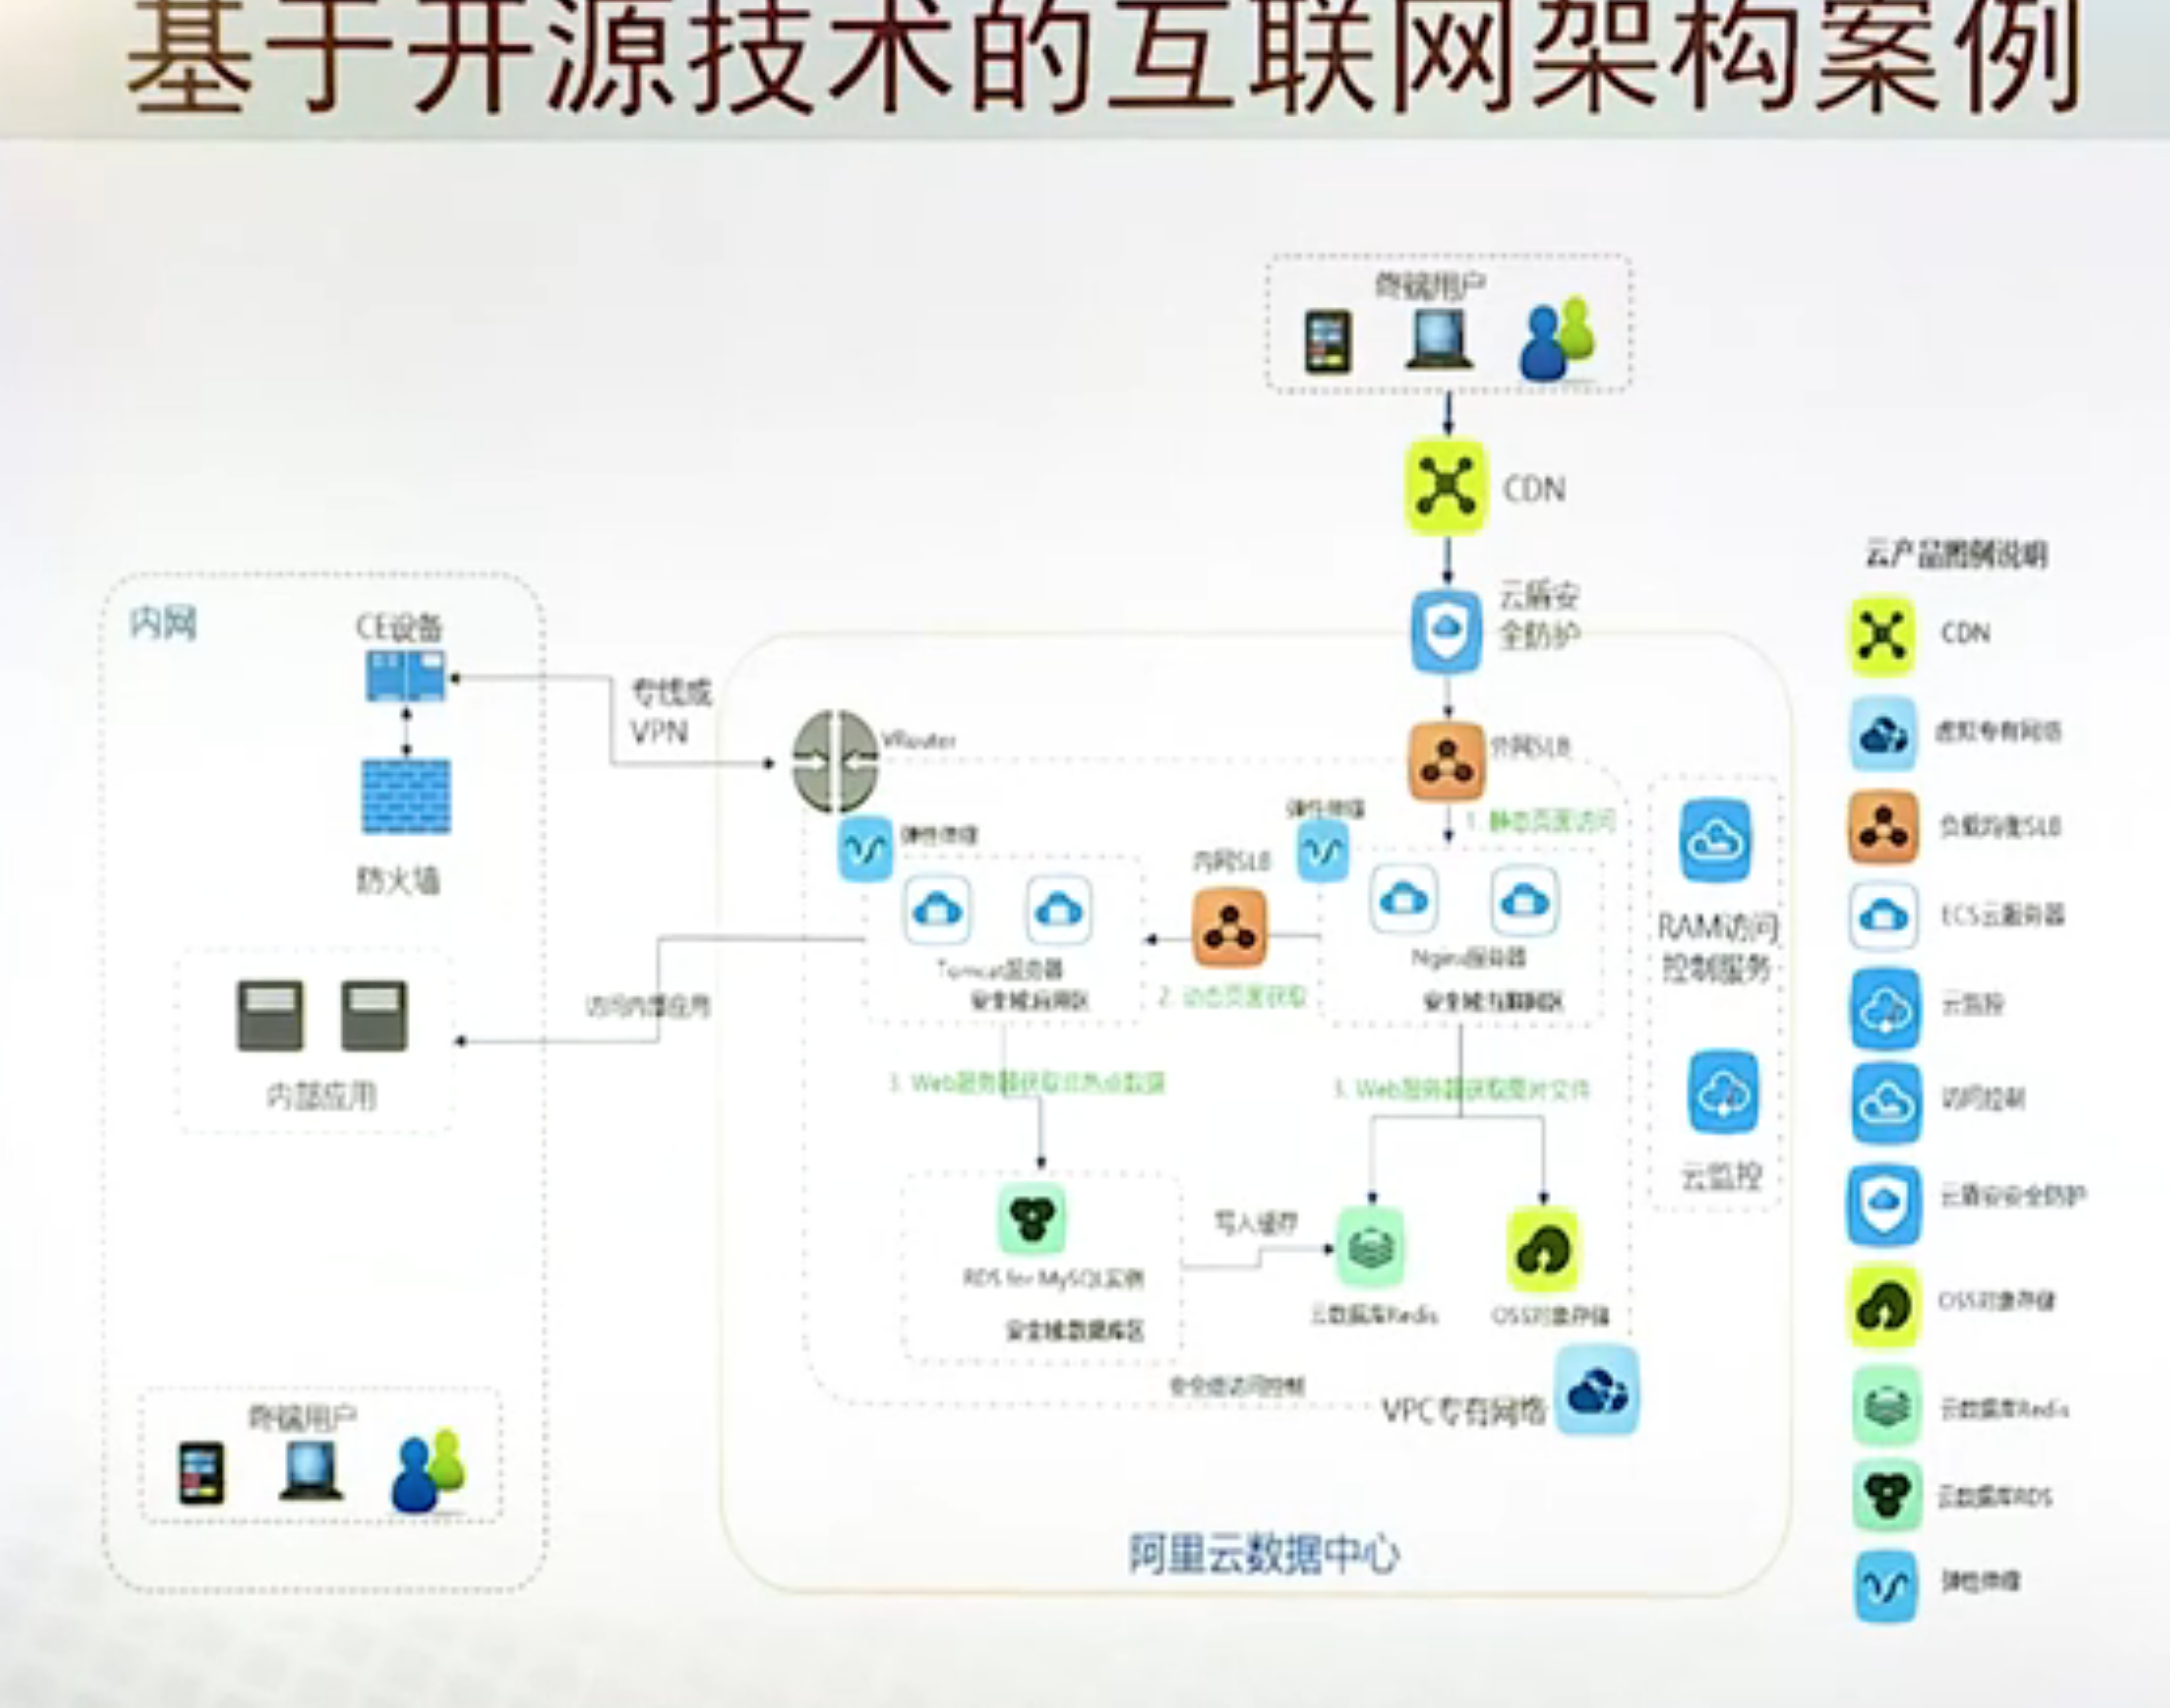 基于开源技术的互联网架构案例
终端用户
CDN
云盾安
全防护
内网
CE设备
防火墙
内部应用
终端用户
专线或
VPN
VRouter
外网SLB
弹性伸缩
弹性伸缩
1. 静态页面访问
内网SLB
Tomcat服务器
安全域:应用区
2. 动态页面获取
Nginx服务器
安全域:互联网区
访问内部应用
3. Web服务器获取非热点数据
3. Web服务器获取图片文件
RAM访问
控制服务
云监控
RDS for MySQL实例
安全域:数据库区
写入缓存
云数据库Redis
OSS对象存储
访问控制
VPC专有网络
阿里云数据中心
云产品图例说明
CDN
虚拟专有网络
负载均衡SLB
ECS云服务器
云监控
访问控制
云盾安安全防护
OSS对象存储
云数据库Redis
云数据库RDS
弹性伸缩